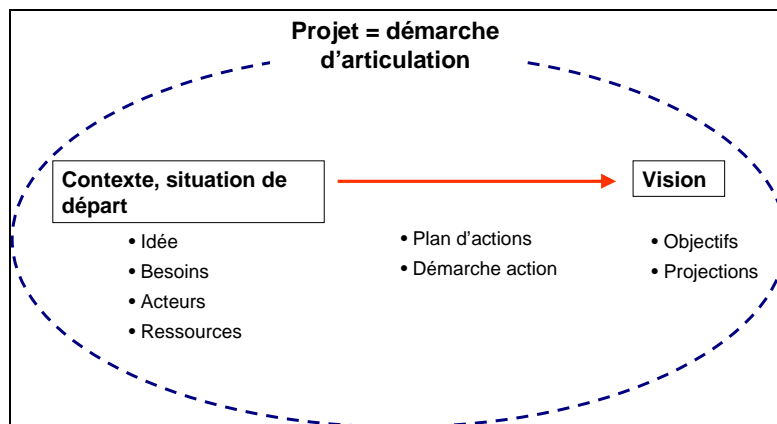 Projet = démarche
d'articulation
Contexte, situation de
départ
Vision
• Idée
• Besoins
• Acteurs
• Ressources
• Plan d'actions
• Démarche action
• Objectifs
• Projections